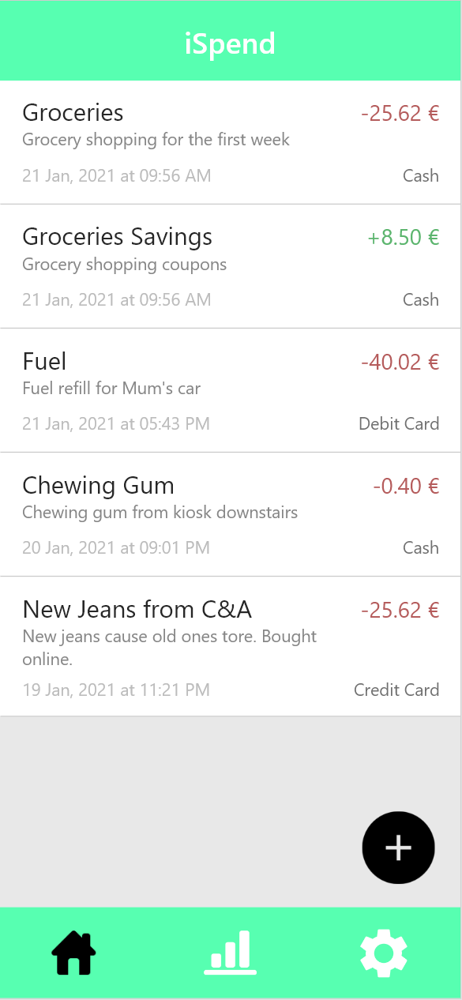 iSpend
Groceries
-25.62 €
Grocery shopping for the first week
21 Jan, 2021 at 09:56 AM
Cash
Groceries Savings
+8.50 €
Grocery shopping coupons
21 Jan, 2021 at 09:56 AM
Cash
Fuel
-40.02 €
Fuel refill for Mum's car
21 Jan, 2021 at 05:43 PM
Debit Card
Chewing Gum
-0.40 €
Chewing gum from kiosk downstairs
20 Jan, 2021 at 09:01 PM
Cash
New Jeans from C&A
-25.62 €
New jeans cause old ones tore. Bought
online.
19 Jan, 2021 at 11:21 PM
Credit Card